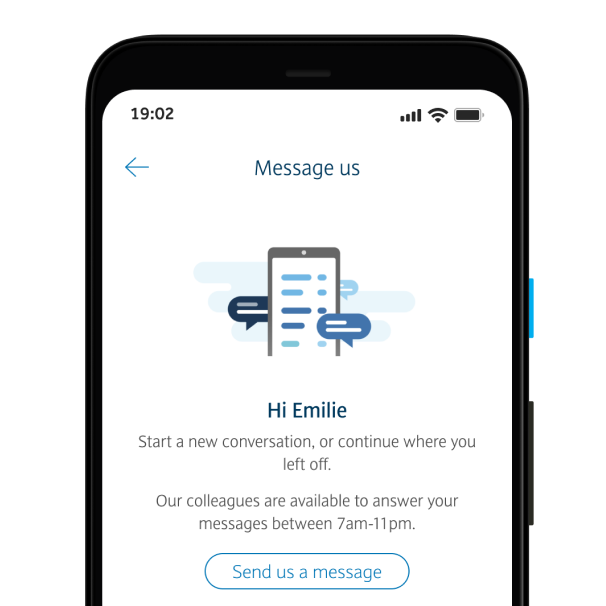 19:02
Message us
Hi Emilie
Start a new conversation, or continue where you
left off.
Our colleagues are available to answer your
messages between 7am-11pm.
Send us a message